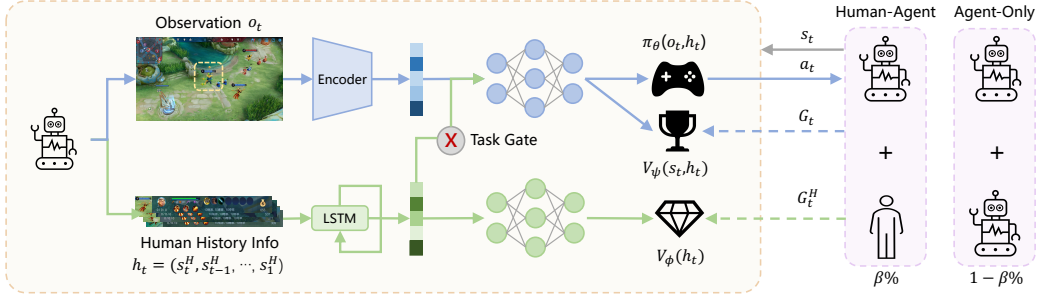 Observation $o_t$
Encoder
X
Task Gate
LSTM
Human History Info
$h_t = (s_t^H, s_{t-1}^H, \cdots, s_1^H)$
$\pi_\theta(o_t, h_t)$
$V_\psi(s_t, h_t)$
$V_\phi(h_t)$
$s_t$
$a_t$
$G_t$
$G_t^H$
Human-Agent
+
$\beta\%$
Agent-Only
+
$1 - \beta\%$